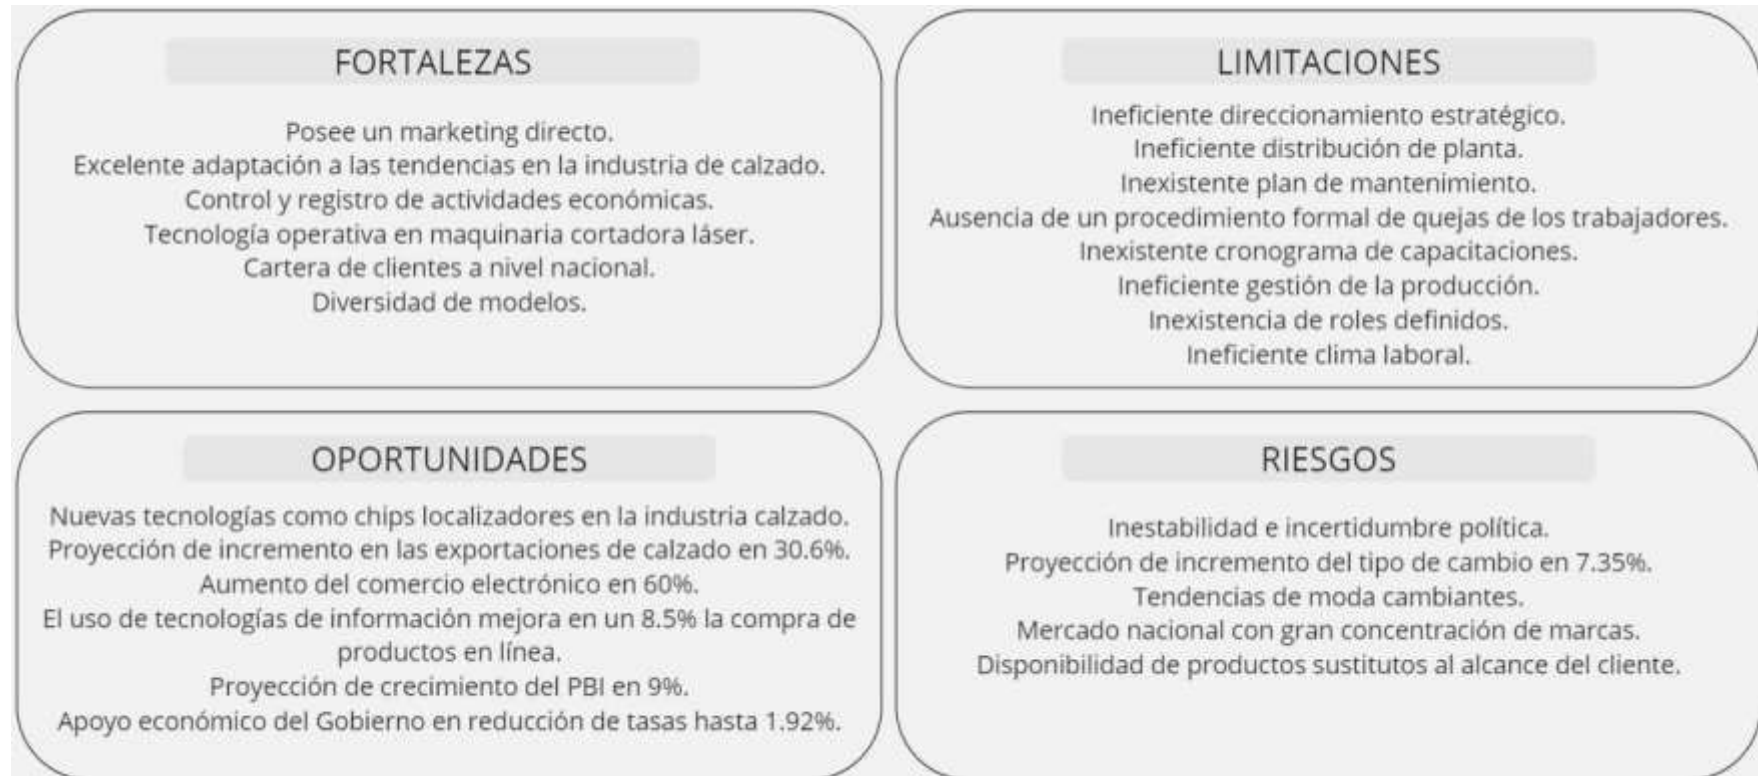 FORTALEZAS
Posee un marketing directo.
Excelente adaptación a las tendencias en la industria de calzado.
Control y registro de actividades económicas.
Tecnología operativa en maquinaria cortadora láser.
Cartera de clientes a nivel nacional.
Diversidad de modelos.
LIMITACIONES
Ineficiente direccionamiento estratégico.
Ineficiente distribución de planta.
Inexistente plan de mantenimiento.
Ausencia de un procedimiento formal de quejas de los trabajadores.
Inexistente cronograma de capacitaciones.
Ineficiente gestión de la producción.
Inexistencia de roles definidos.
Ineficiente clima laboral.
OPORTUNIDADES
Nuevas tecnologías como chips localizadores en la industria calzado.
Proyección de incremento en las exportaciones de calzado en 30.6%.
Aumento del comercio electrónico en 60%.
El uso de tecnologías de información mejora en un 8.5% la compra de
productos en línea.
Proyección de crecimiento del PBI en 9%.
Apoyo económico del Gobierno en reducción de tasas hasta 1.92%.
RIESGOS
Inestabilidad e incertidumbre política.
Proyección de incremento del tipo de cambio en 7.35%.
Tendencias de moda cambiantes.
Mercado nacional con gran concentración de marcas.
Disponibilidad de productos sustitutos al alcance del cliente.